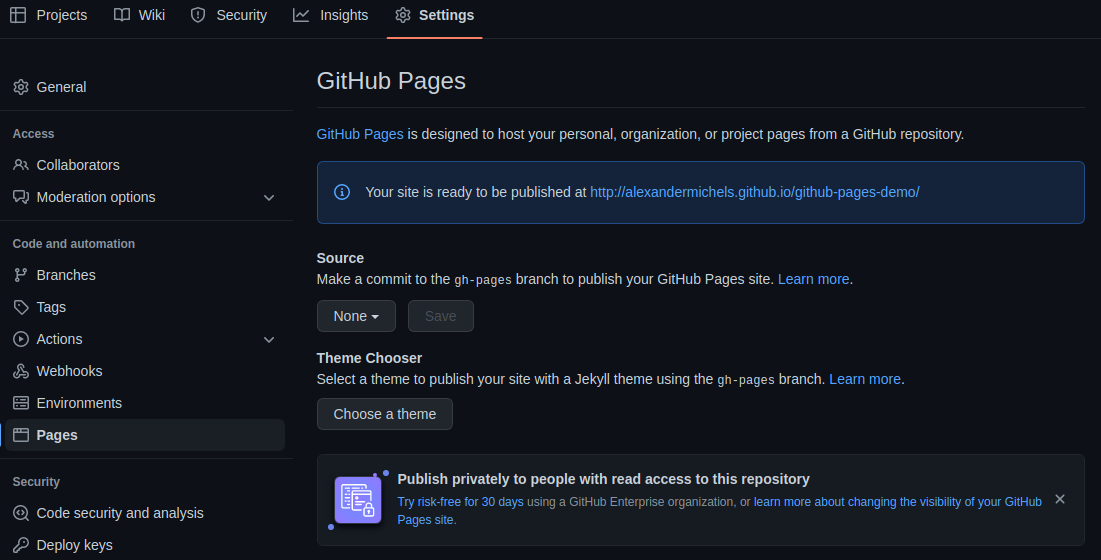 Projects Wiki Security Insights Settings
General
Access
Collaborators
Moderation options
Code and automation
Branches
Tags
Actions
Webhooks
Environments
Pages
Security
Code security and analysis
Deploy keys
GitHub Pages
GitHub Pages is designed to host your personal, organization, or project pages from a GitHub repository.
Your site is ready to be published at http://alexandermichels.github.io/github-pages-demo/
Source
Make a commit to the gh-pages branch to publish your GitHub Pages site. Learn more.
None Save
Theme Chooser
Select a theme to publish your site with a Jekyll theme using the gh-pages branch. Learn more.
Choose a theme
Publish privately to people with read access to this repository
Try risk-free for 30 days using a GitHub Enterprise organization, or learn more about changing the visibility of your GitHub
Pages site.